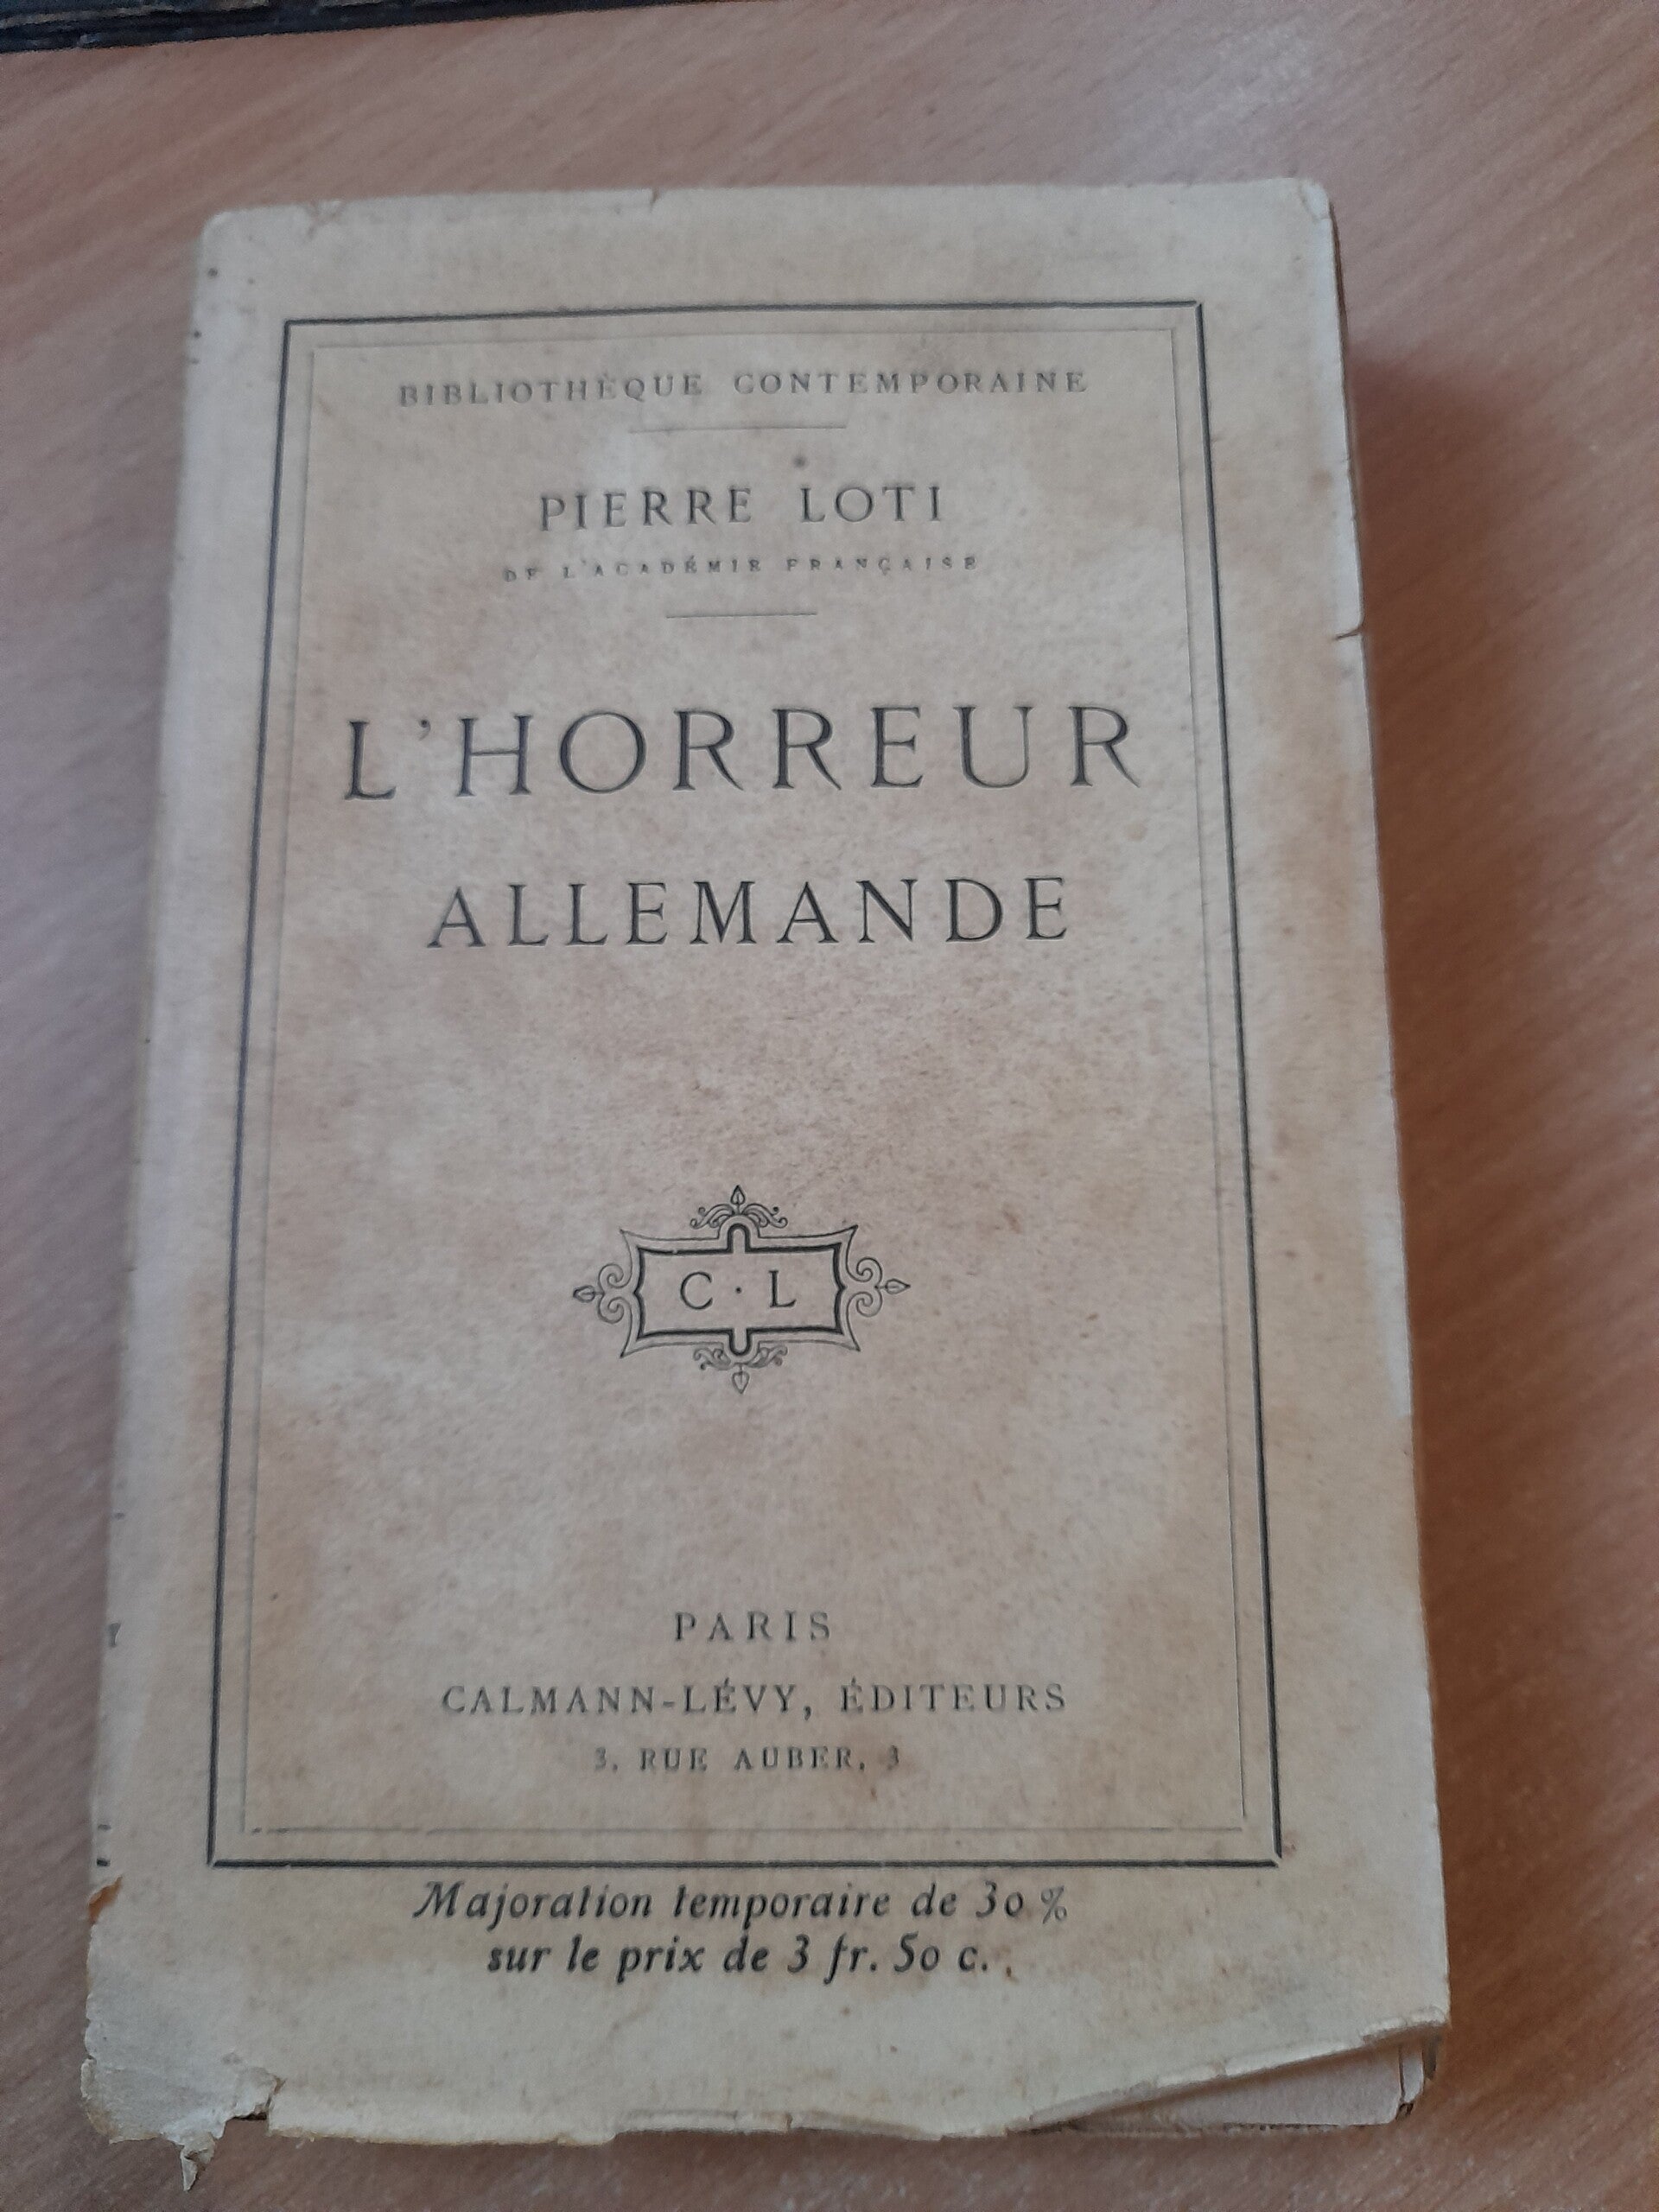 BIBLIOTHÈQUE CONTEMPORAINE
PIERRE LOTI
DE L'ACADÉMIE FRANÇAISE
L'HORREUR
ALLEMANDE
C · L
PARIS
CALMANN-LÉVY, ÉDITEURS
3, RUE AUBER, 3
Majoration temporaire de 30 %
sur le prix de 3 fr. 50 c.